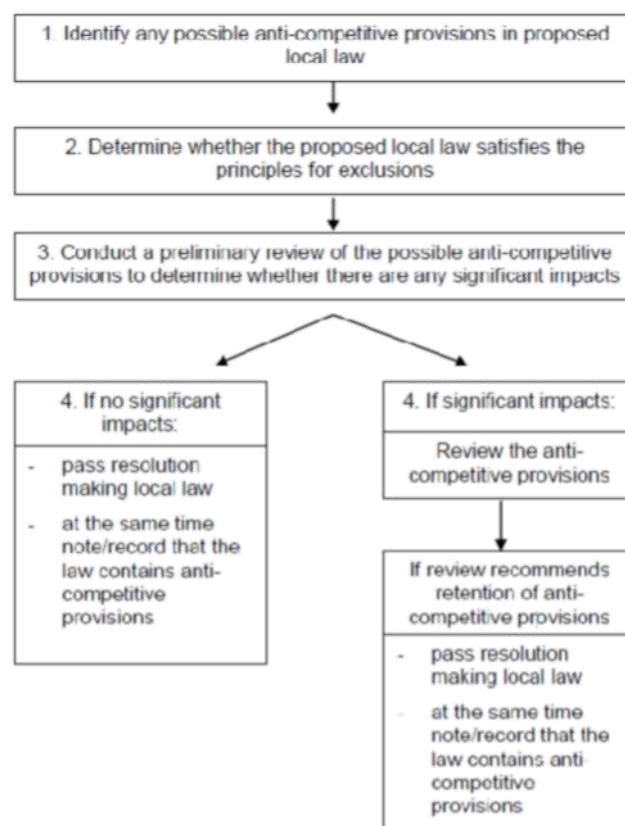 1. Identify any possible anti-competitive provisions in proposed
local law
2. Determine whether the proposed local law satisfies the
principles for exclusions
3. Conduct a preliminary review of the possible anti-competitive
provisions to determine whether there are any significant impacts
4. If no significant
impacts:
- pass resolution
making local law
- at the same time
note/record that the
law contains anti-
competitive
provisions
4. If significant impacts:
Review the anti-
competitive provisions
If review recommends
retention of anti-
competitive provisions
- pass resolution
making local law
- at the same time
note/record that the
law contains anti-
competitive
provisions